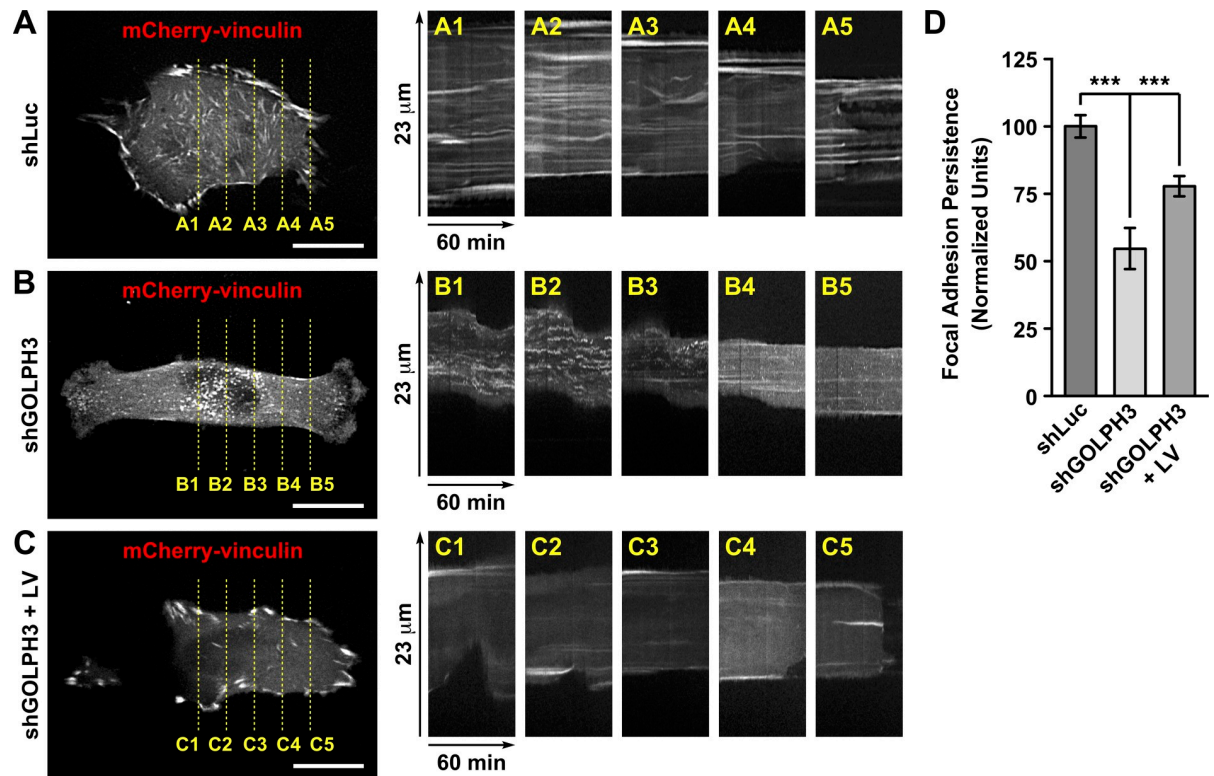 A
mCherry-vinculin
shLuc
A1 A2 A3 A4 A5
23 μm
A1 A2 A3 A4 A5
60 min
B
mCherry-vinculin
shGOLPH3
B1 B2 B3 B4 B5
23 μm
B1 B2 B3 B4 B5
60 min
C
mCherry-vinculin
shGOLPH3 + LV
C1 C2 C3 C4 C5
23 μm
C1 C2 C3 C4 C5
60 min
D
Focal Adhesion Persistence
(Normalized Units)
125
100
75
50
25
0
*** ***
shLuc
shGOLPH3
shGOLPH3
+ LV